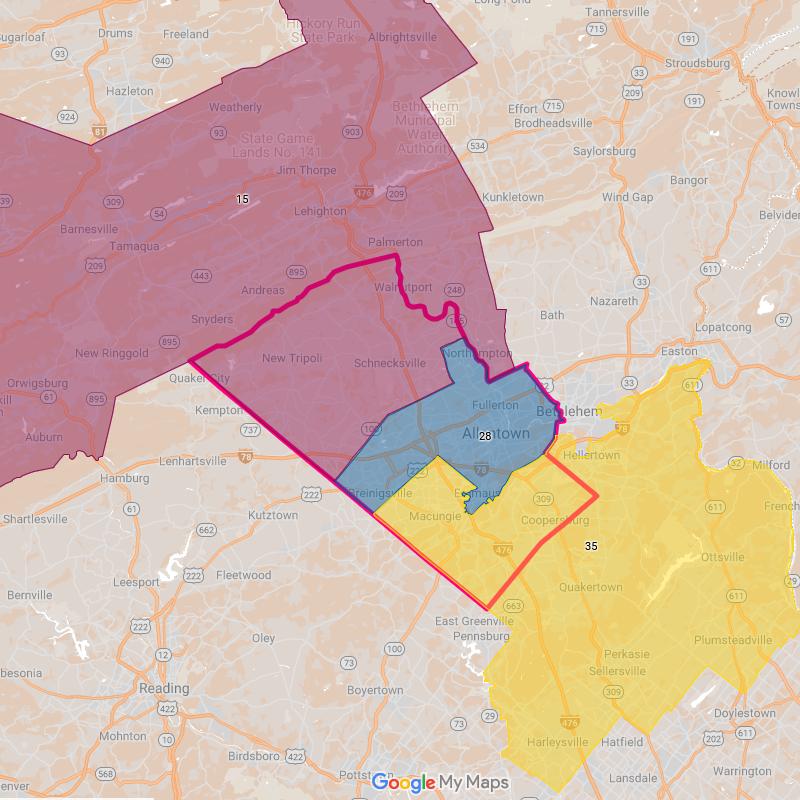 Long Pond
Hickory Run
State Park
Albrightsville
Tannersville
715
Drums
Freeland
93
940
191
Stroudsburg
33
209
191
Hazleton
Weatherly
Bethlehem
Municipal
Water
Authority
Effort
715
Brodheadsville
924
81
93
State Game
Lands No. 141
903
534
Saylorsburg
Jim Thorpe
476
209
Kunkletown
Wind Gap
Bangor
15
39
309
54
Lehighton
Barnesville
Tamaqua
Palmerton
209
443
895
611
33
Andreas
Walnutport
248
145
Nazareth
Bath
57
Lopatcong
Snyders
895
New Ringgold
New Tripoli
Schnecksville
Northampton
Easton
Orwigsburg
61
Quaker City
22
33
611
895
Kempton
Fullerton
Bethlehem
Auburn
737
100
Allentown
28
78
Lenhartsville
78
222
78
Hellertown
32
Milford
Hamburg
222
Breinigsville
Emmaus
309
61
Shartlesville
Kutztown
Macungie
Coopersburg
611
662
476
35
Ottsville
222
Leesport
Fleetwood
Quakertown
Bernville
663
611
222
East Greenville
Pennsburg
Plumsteadville
Oley
100
12
73
Perkasie
Sellersville
Reading
422
Boyertown
309
29
Doylestown
73
476
202
Mohnton
10
Harleysville
Hatfield
Birdsboro
422
568
Lansdale
Warrington
Google My Maps